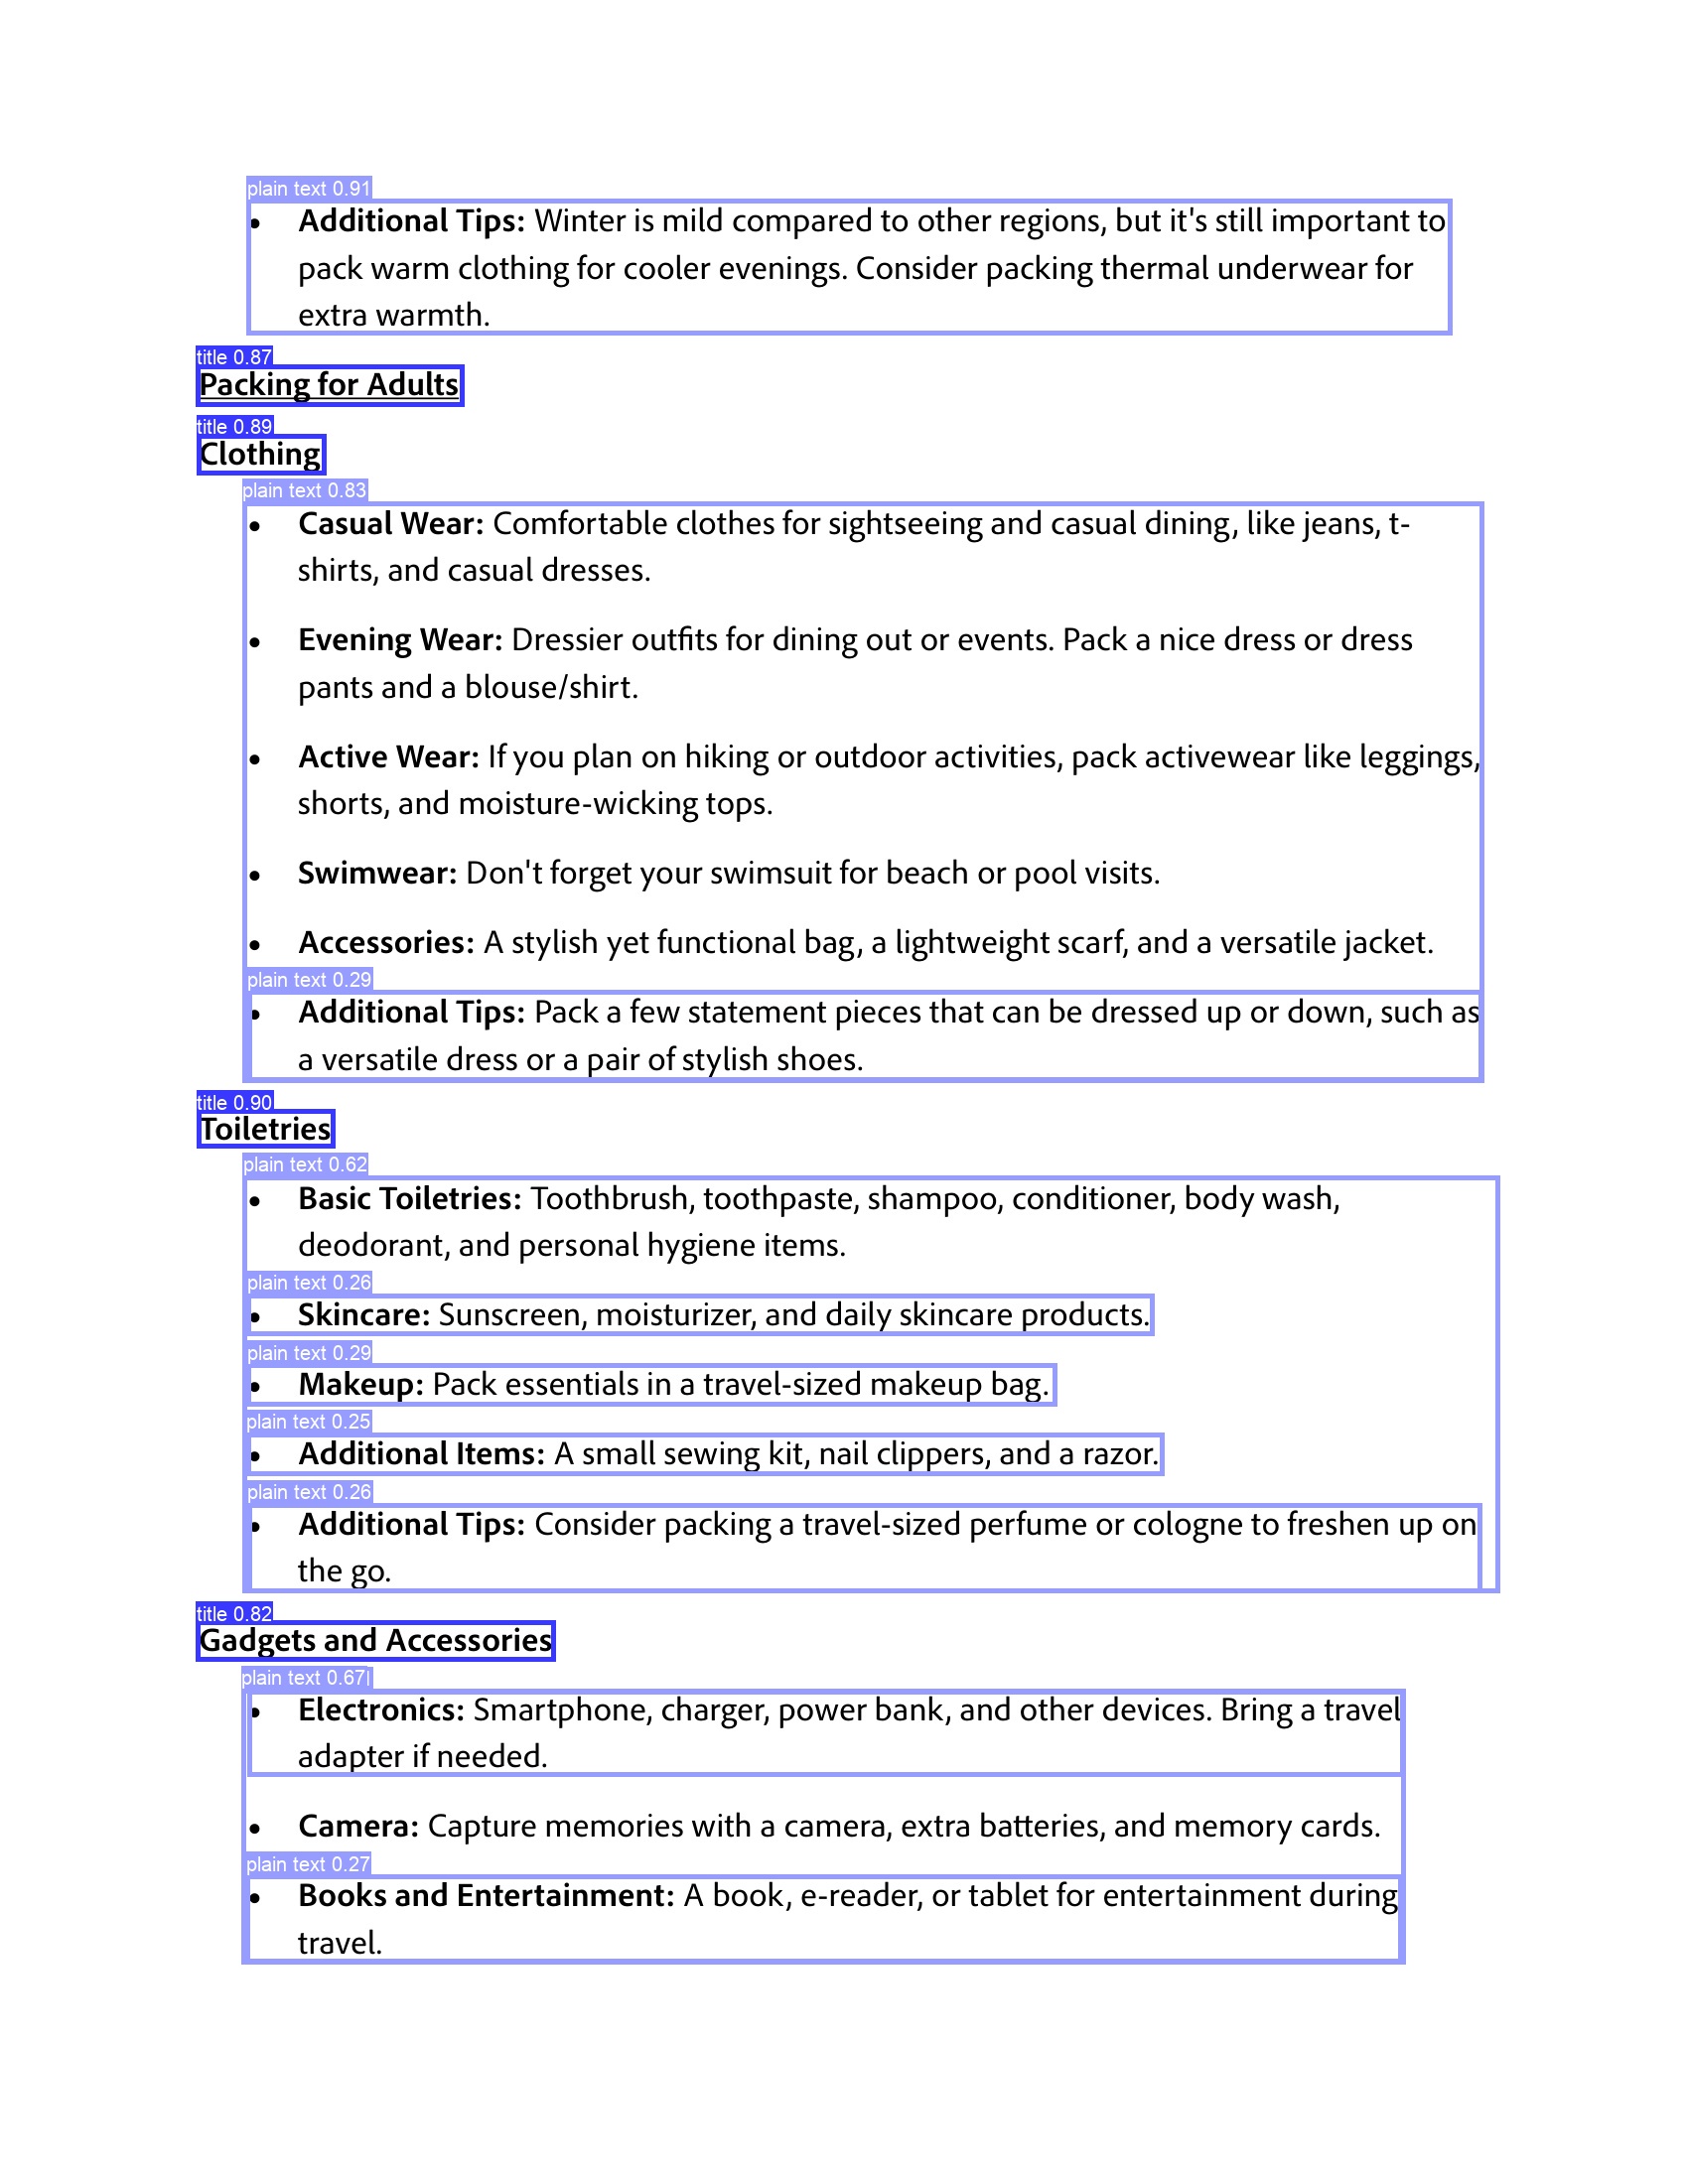 plain text 0.91
• Additional Tips: Winter is mild compared to other regions, but it's still important to
pack warm clothing for cooler evenings. Consider packing thermal underwear for
extra warmth.
title 0.87
Packing for Adults
title 0.89
Clothing
plain text 0.83
• Casual Wear: Comfortable clothes for sightseeing and casual dining, like jeans, t-
shirts, and casual dresses.
• Evening Wear: Dressier outfits for dining out or events. Pack a nice dress or dress
pants and a blouse/shirt.
• Active Wear: If you plan on hiking or outdoor activities, pack activewear like leggings,
shorts, and moisture-wicking tops.
• Swimwear: Don't forget your swimsuit for beach or pool visits.
• Accessories: A stylish yet functional bag, a lightweight scarf, and a versatile jacket.
plain text 0.29
• Additional Tips: Pack a few statement pieces that can be dressed up or down, such as
a versatile dress or a pair of stylish shoes.
title 0.90
Toiletries
plain text 0.62
• Basic Toiletries: Toothbrush, toothpaste, shampoo, conditioner, body wash,
deodorant, and personal hygiene items.
plain text 0.26
• Skincare: Sunscreen, moisturizer, and daily skincare products.
plain text 0.29
• Makeup: Pack essentials in a travel-sized makeup bag.
plain text 0.25
• Additional Items: A small sewing kit, nail clippers, and a razor.
plain text 0.26
• Additional Tips: Consider packing a travel-sized perfume or cologne to freshen up on
the go.
title 0.82
Gadgets and Accessories
plain text 0.67
• Electronics: Smartphone, charger, power bank, and other devices. Bring a travel
adapter if needed.
• Camera: Capture memories with a camera, extra batteries, and memory cards.
plain text 0.27
• Books and Entertainment: A book, e-reader, or tablet for entertainment during
travel.